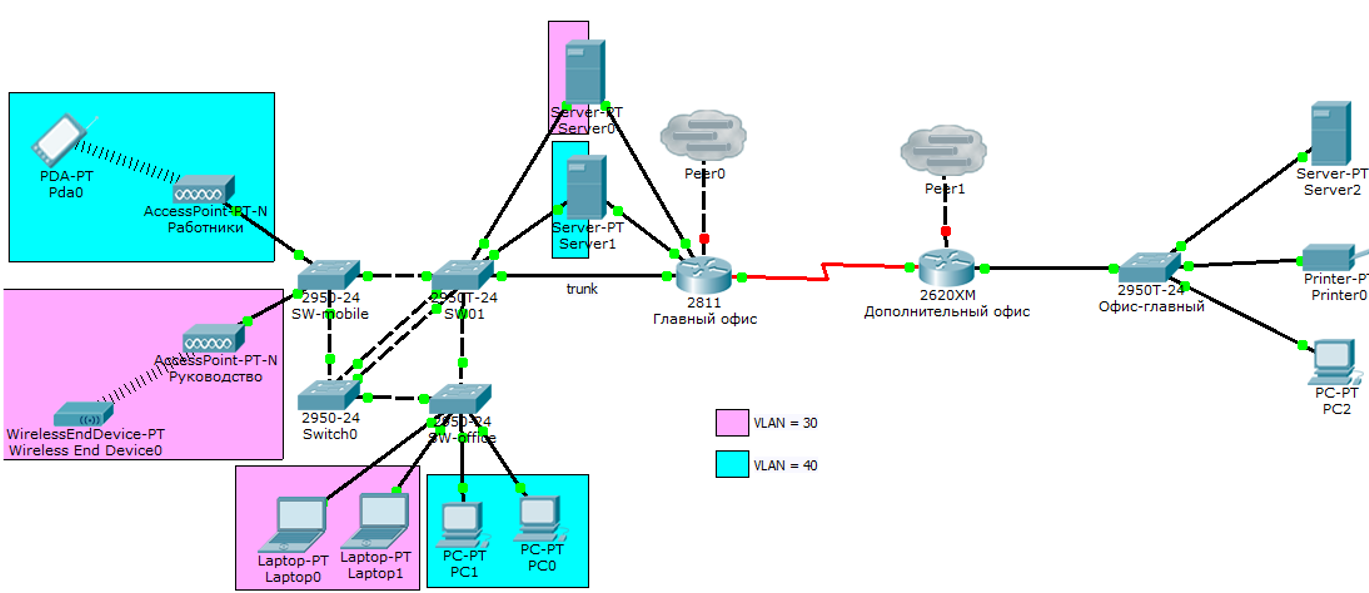 PDA-PT
Pda0
AccessPoint-PT-N
Работники
Server-PT
Server0
Server-PT
Server1
Peer0
Peer1
Server-PT
Server2
2950-24
SW-mobile
2950T-24
SW01
trunk
2811
Главный офис
2620XM
Дополнительный офис
2950T-24
Офис-главный
Printer-PT
Printer0
AccessPoint-PT-N
Руководство
WirelessEndDevice-PT
Wireless End Device0
2950-24
Switch0
2950-24
SW-office
PC-PT
PC2
VLAN = 30
VLAN = 40
Laptop-PT
Laptop0
Laptop-PT
Laptop1
PC-PT
PC1
PC-PT
PC0